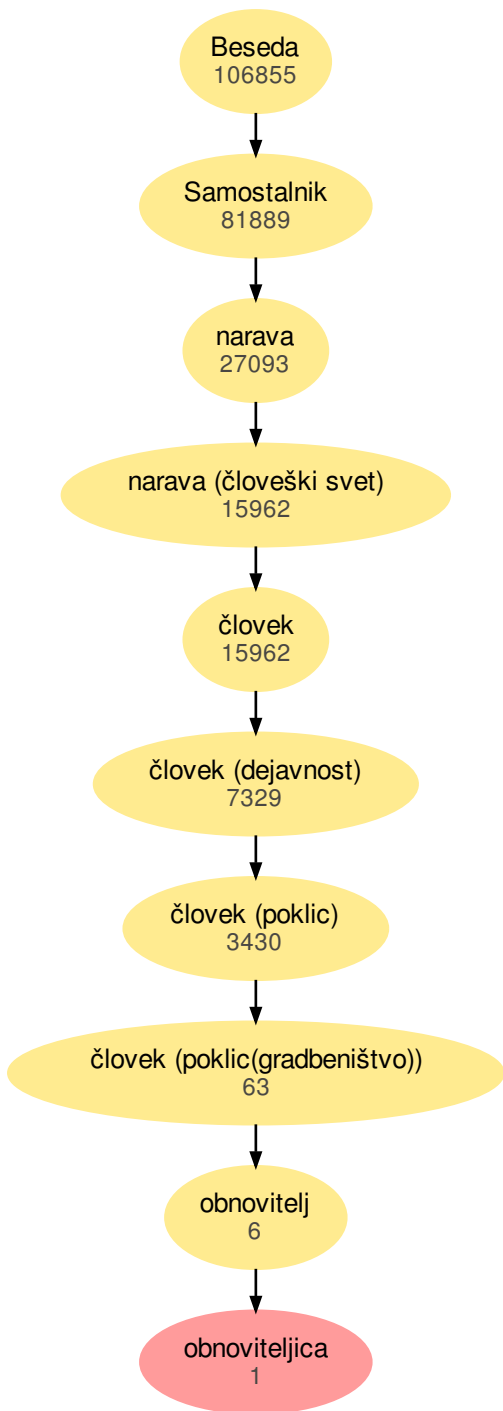 Beseda
106855
Samostalnik
81889
narava
27093
narava (človeški svet)
15962
človek
15962
človek (dejavnost)
7329
človek (poklic)
3430
človek (poklic(gradbeništvo))
63
obnovitelj
6
obnoviteljica
1